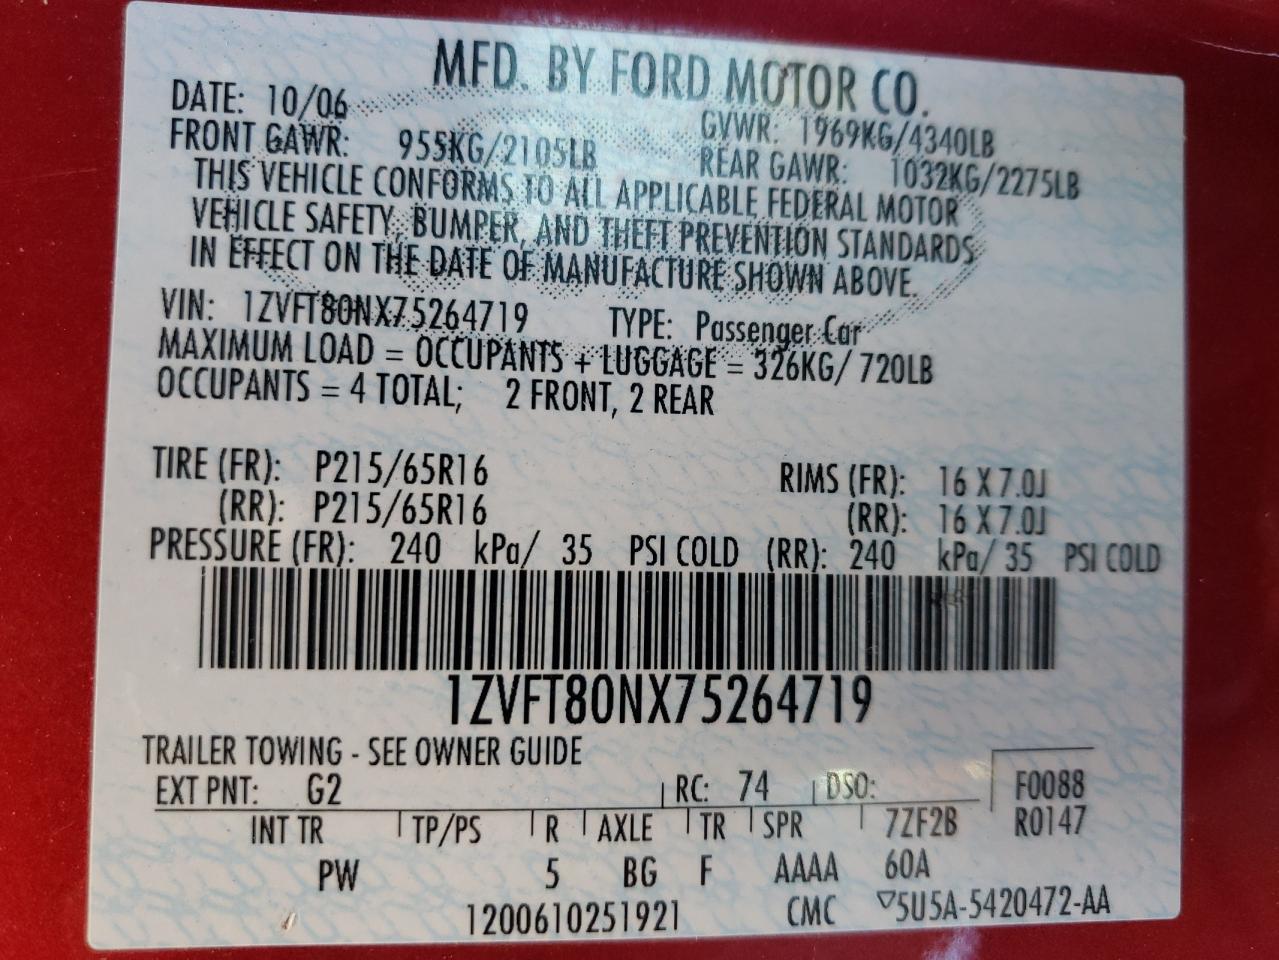 MFD. BY FORD MOTOR CO.
DATE: 10/06 GVWR: 1969KG/4340LB
FRONT GAWR: 955KG/2105LB REAR GAWR: 1032KG/2275LB
THIS VEHICLE CONFORMS TO ALL APPLICABLE FEDERAL MOTOR
VEHICLE SAFETY, BUMPER, AND THEFT PREVENTION STANDARDS
IN EFFECT ON THE DATE OF MANUFACTURE SHOWN ABOVE.
VIN: 1ZVFT80NX75264719 TYPE: Passenger Car
MAXIMUM LOAD = OCCUPANTS + LUGGAGE = 326KG/ 720LB
OCCUPANTS = 4 TOTAL; 2 FRONT, 2 REAR
TIRE (FR): P215/65R16 RIMS (FR): 16 X 7.0J
(RR): P215/65R16 (RR): 16 X 7.0J
PRESSURE (FR): 240 kPa/ 35 PSI COLD (RR): 240 kPa/ 35 PSI COLD
1ZVFT80NX75264719
TRAILER TOWING - SEE OWNER GUIDE
EXT PNT: G2 RC: 74 DSO: F0088
INT TR TP/PS R AXLE TR SPR 7ZF2B R0147
PW 5 BG F AAAA 60A
1200610251921 CMC ▽5U5A-5420472-AA